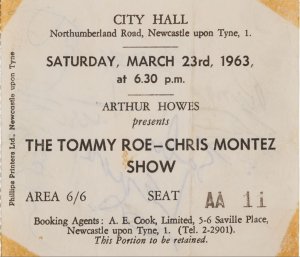 CITY HALL
Northumberland Road, Newcastle upon Tyne, 1.
SATURDAY, MARCH 23rd, 1963,
at 6.30 p.m.
ARTHUR HOWES
presents
THE TOMMY ROE—CHRIS MONTEZ
SHOW
AREA 6/6 SEAT AA 11
Booking Agents : A. E. Cook, Limited, 5-6 Saville Place,
Newcastle upon Tyne, 1. (Tel. 2-2901).
This Portion to be retained.
Phillips Printers Ltd., Newcastle upon Tyne